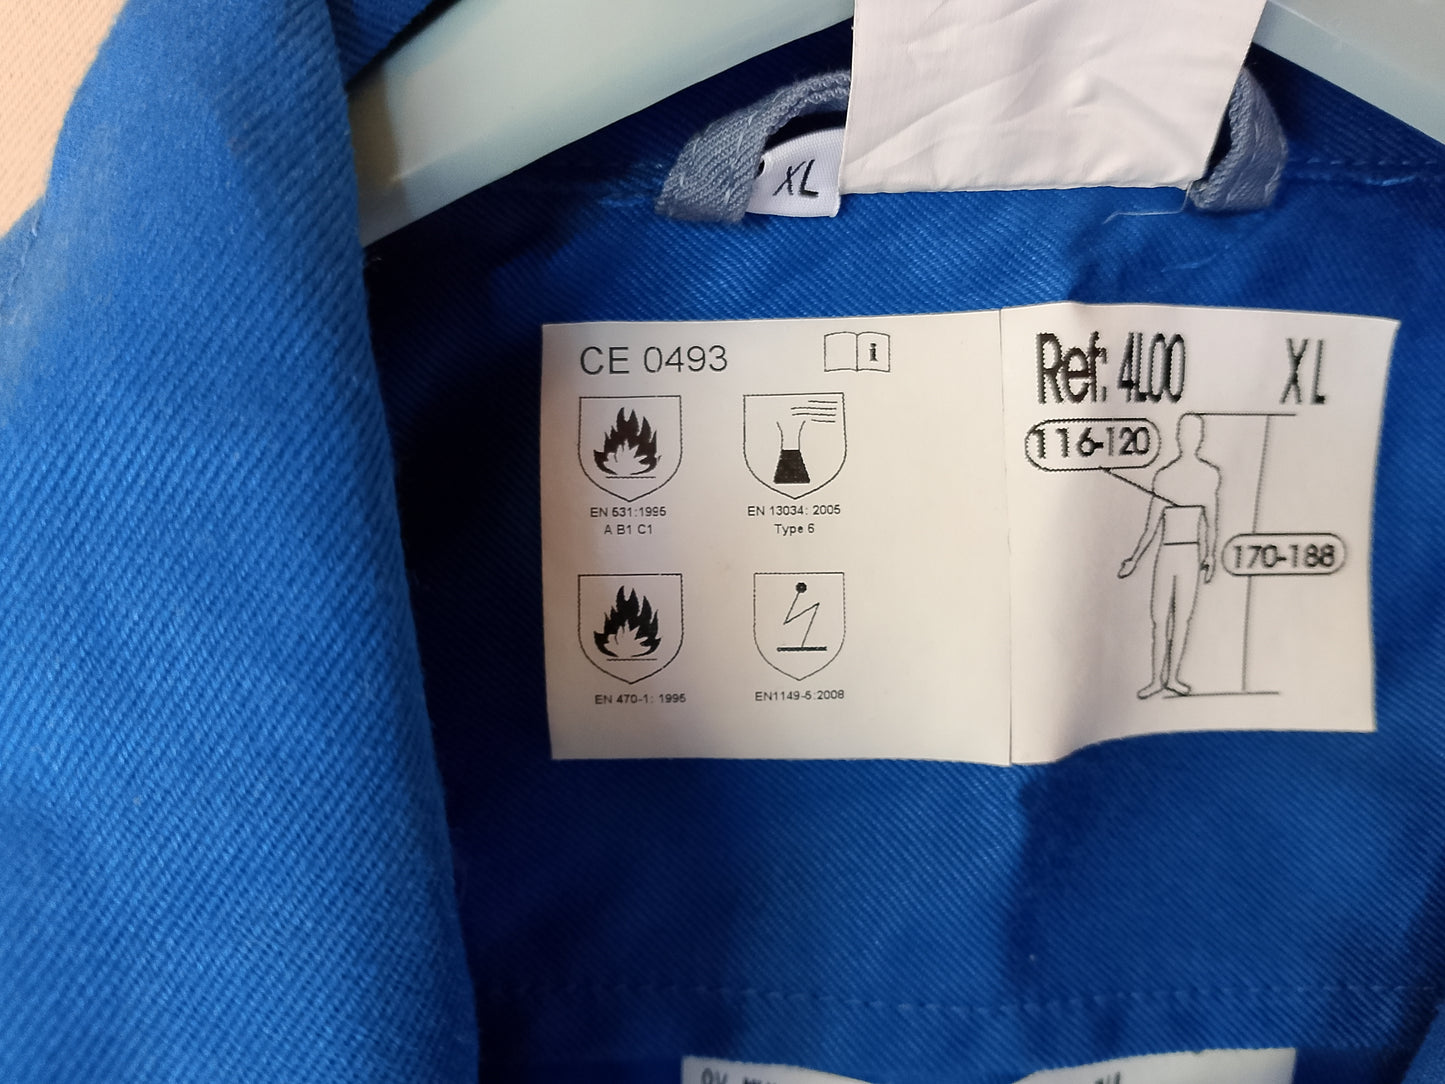 XL
CE 0493
i
EN 531:1995
A B1 C1
EN 13034: 2005
Type 6
EN 470-1: 1995
EN1149-5:2008
Ref: 4L00 XL
116-120
170-188